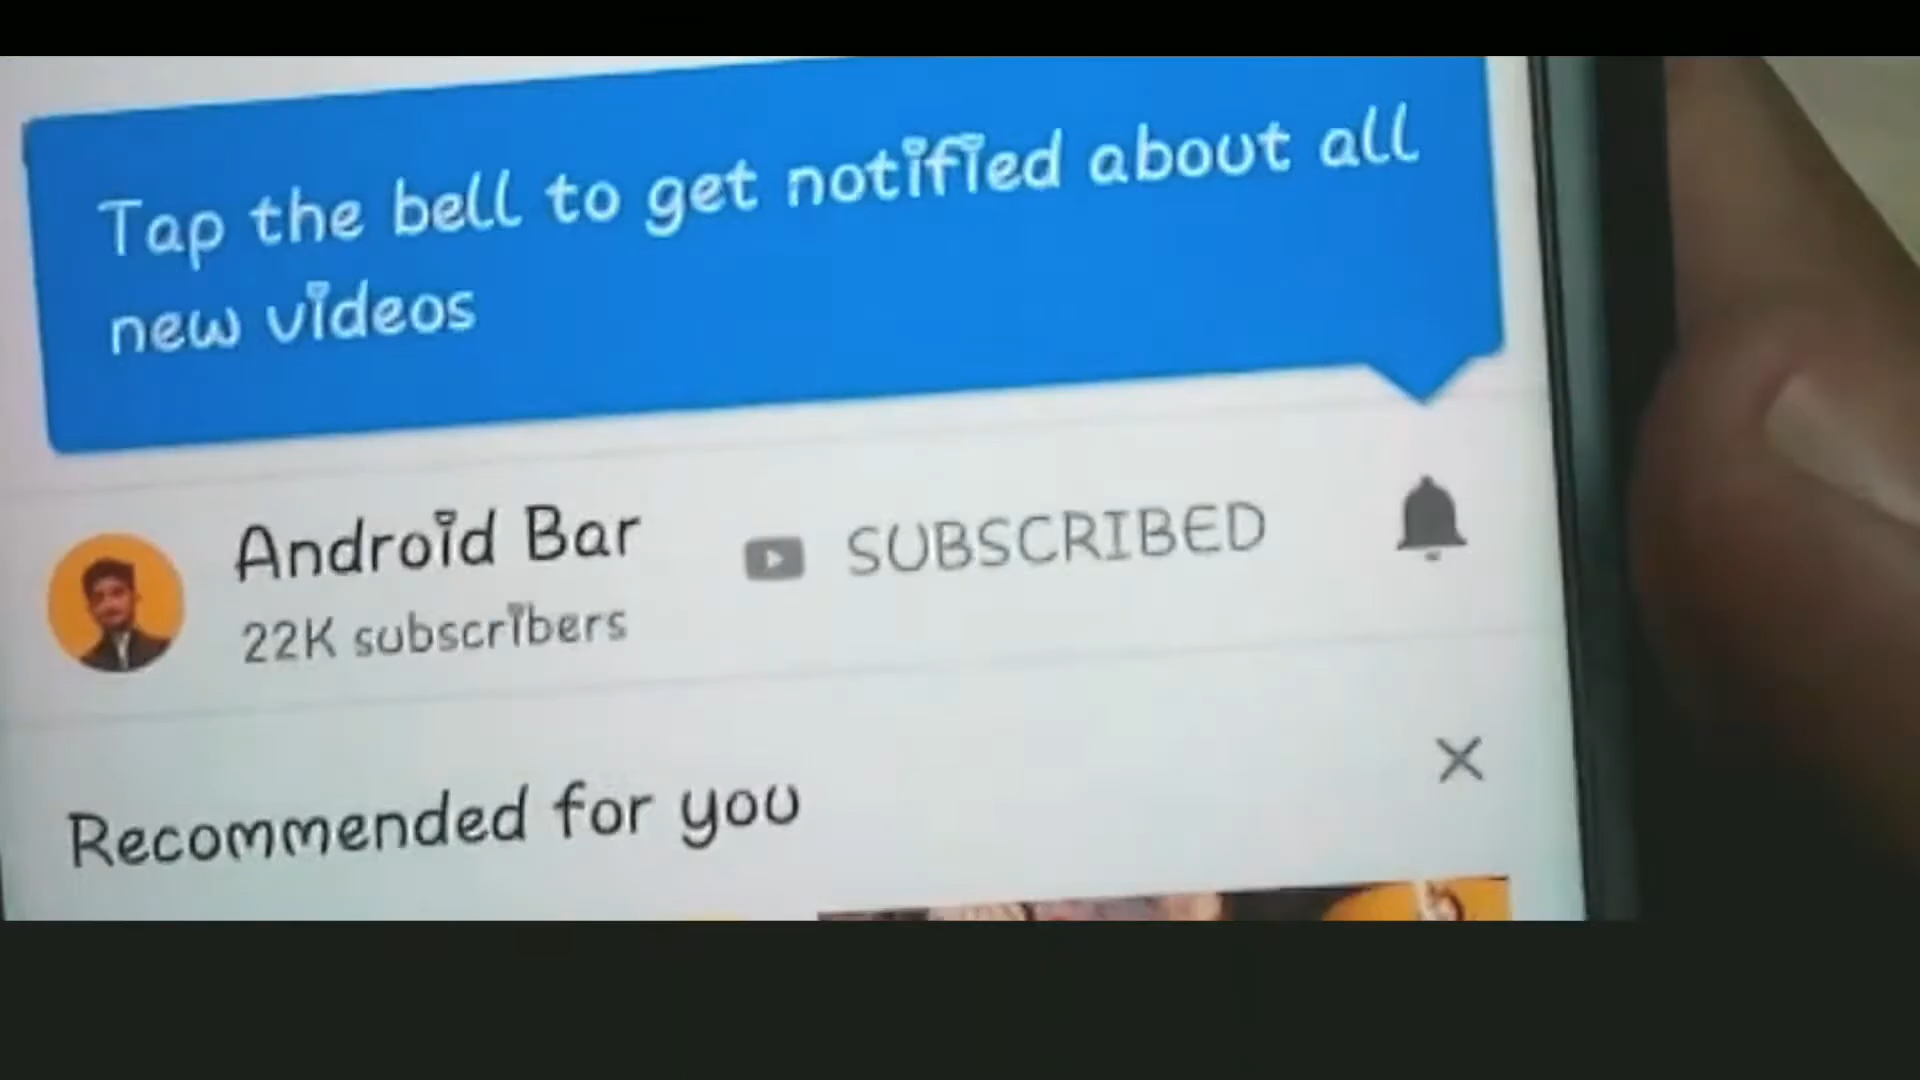 Tap the bell to get notified about all
new videos
Android Bar
SUBSCRIBED
22K subscribers
Recommended for you